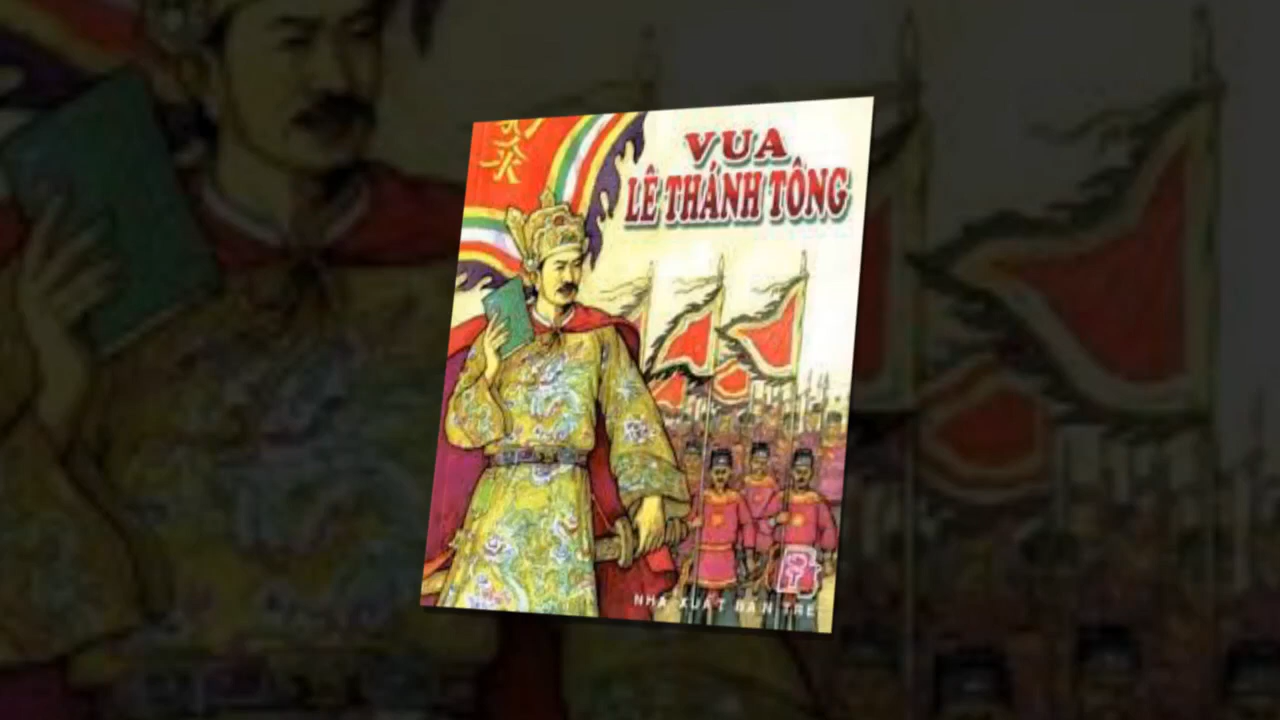 VUA
LÊ THÁNH TÔNG
NHÀ XUẤT BẢN TRẺ